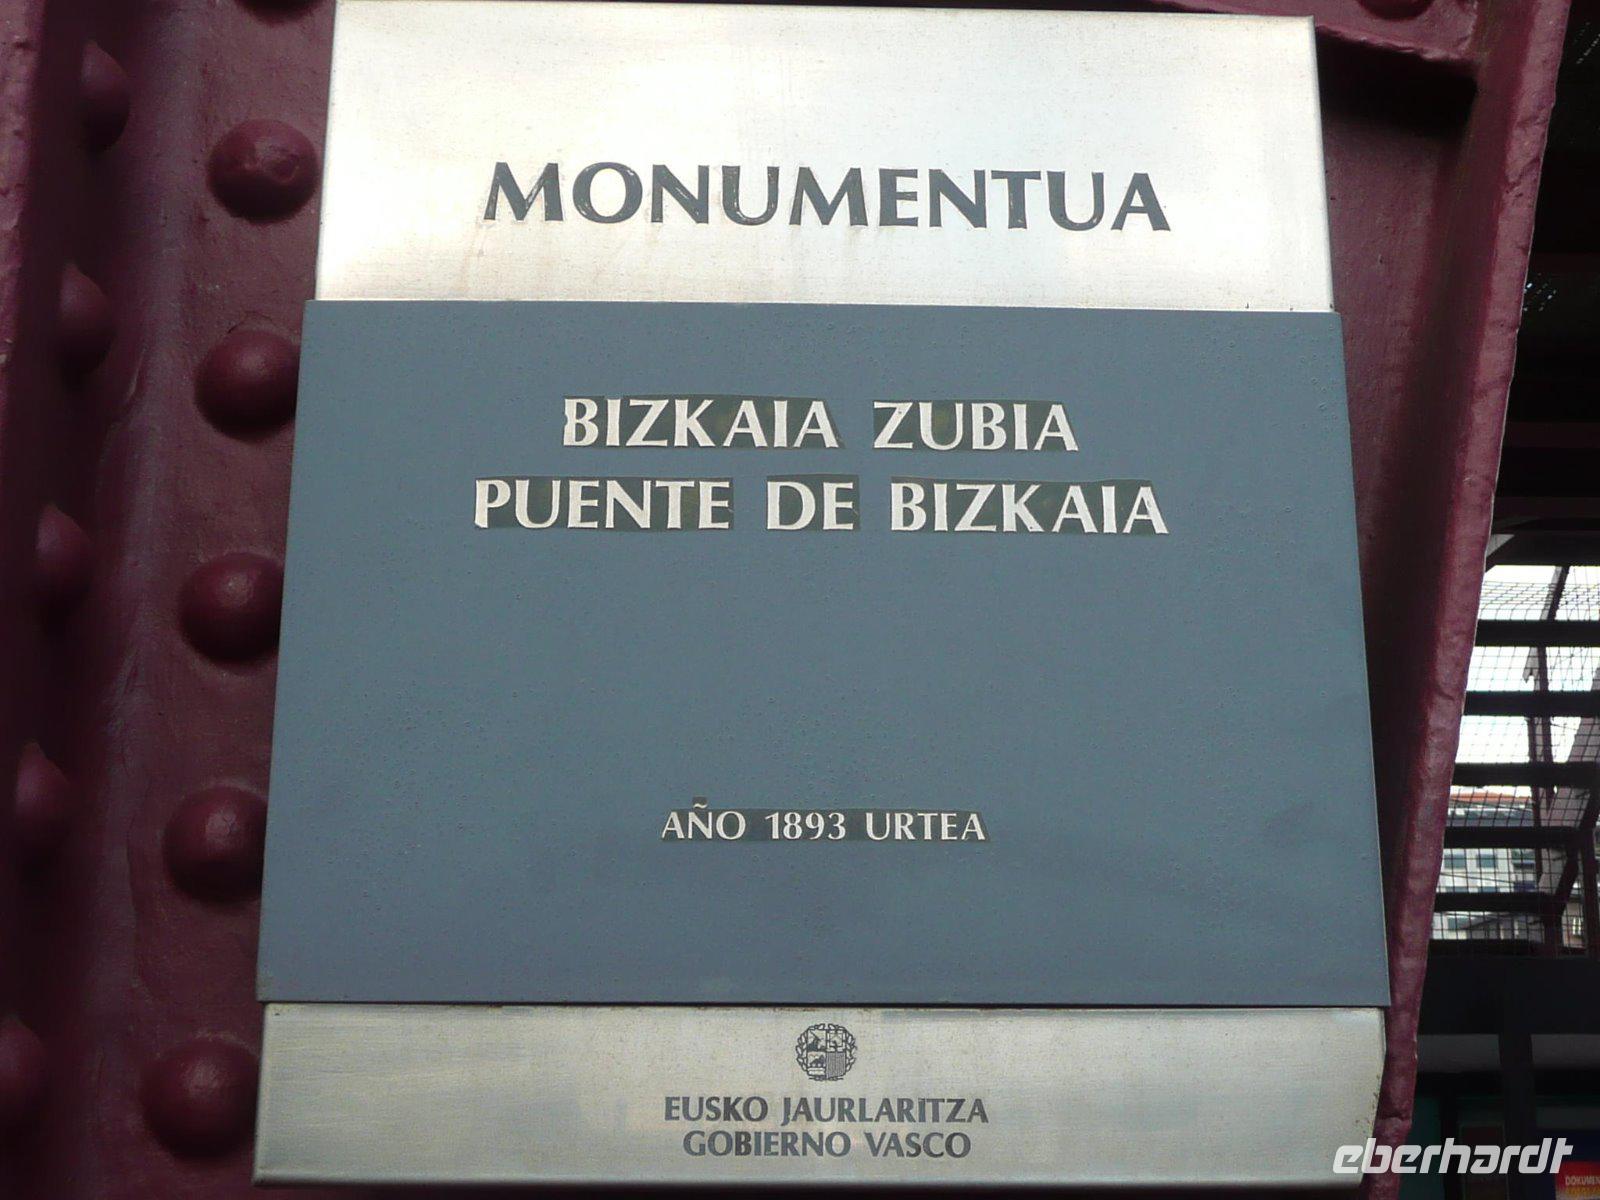 MONUMENTUA
BIZKAIA ZUBIA
PUENTE DE BIZKAIA
AÑO 1893 URTEA
EUSKO JAURLARITZA
GOBIERNO VASCO
eberhardt